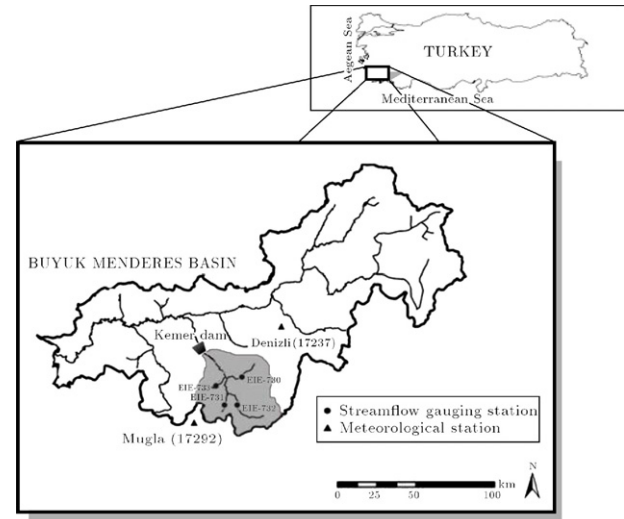 Aegean Sea
TURKEY
Mediterranean Sea
BUYUK MENDERES BASIN
Kemer dam
Denizli (17237)
EIE-733
EIE-731
EIE-732
Mugla (17292)
Streamflow gauging station
Meteorological station
N
km
0 25 50 100